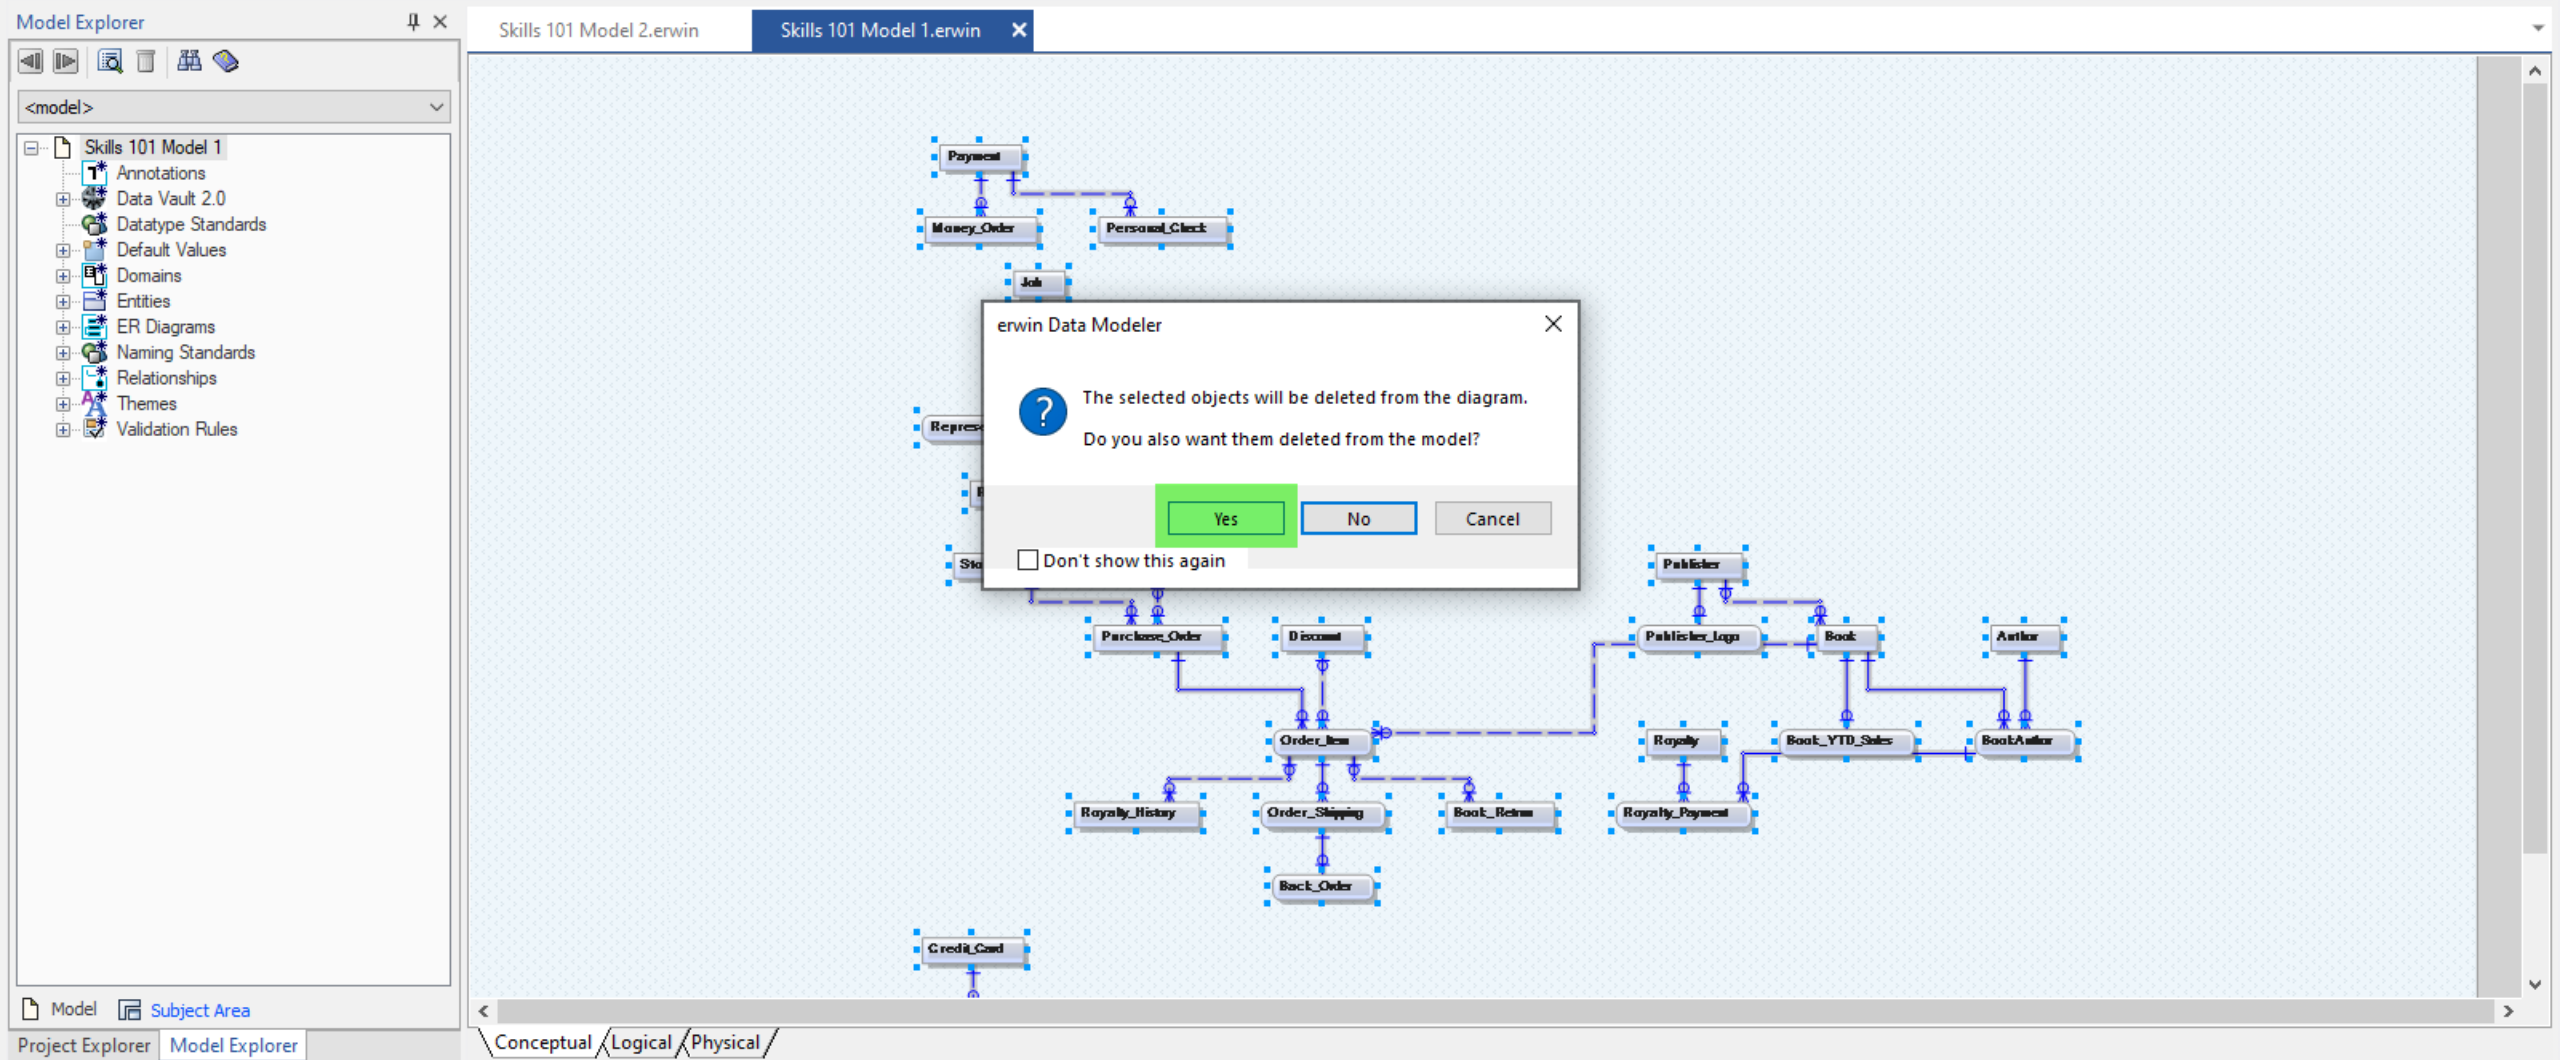 Model Explorer
<model>
Skills 101 Model 1
Annotations
Data Vault 2.0
Datatype Standards
Default Values
Domains
Entities
ER Diagrams
Naming Standards
Relationships
Themes
Validation Rules
Model
Subject Area
Project Explorer
Model Explorer
Skills 101 Model 2.erwin
Skills 101 Model 1.erwin
Payment
Money_Order
Personal_Check
Job
erwin Data Modeler
The selected objects will be deleted from the diagram.
Do you also want them deleted from the model?
Yes
No
Cancel
Don't show this again
Purchase_Order
Discount
Publisher
Publisher_Logo
Book
Author
Order_Item
Royalty
Book_YTD_Sales
BookAuthor
Royalty_History
Order_Shipping
Book_Return
Royalty_Payment
Back_Order
Credit_Card
Conceptual
Logical
Physical